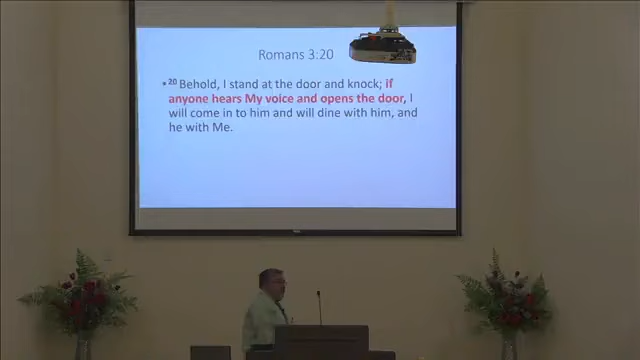 Romans 3:20
• 20 Behold, I stand at the door and knock; if
anyone hears My voice and opens the door, I
will come in to him and will dine with him, and
he with Me.